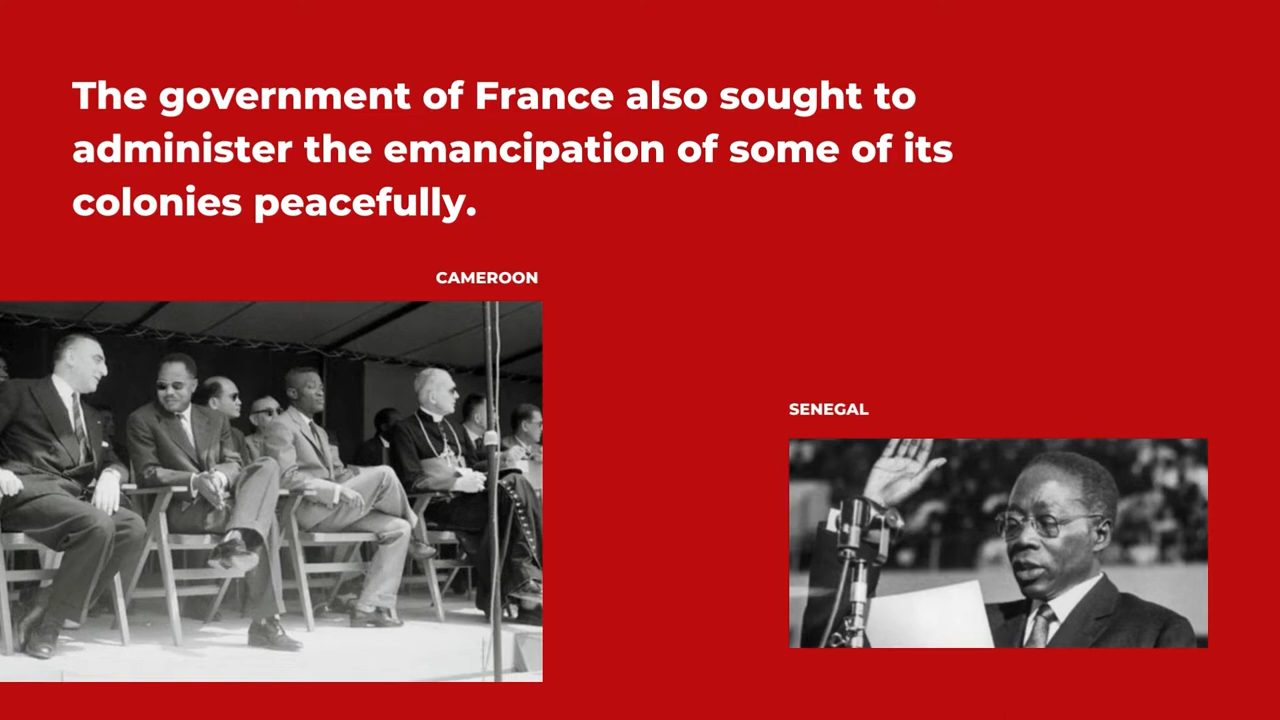 The government of France also sought to
administer the emancipation of some of its
colonies peacefully.
CAMEROON
SENEGAL